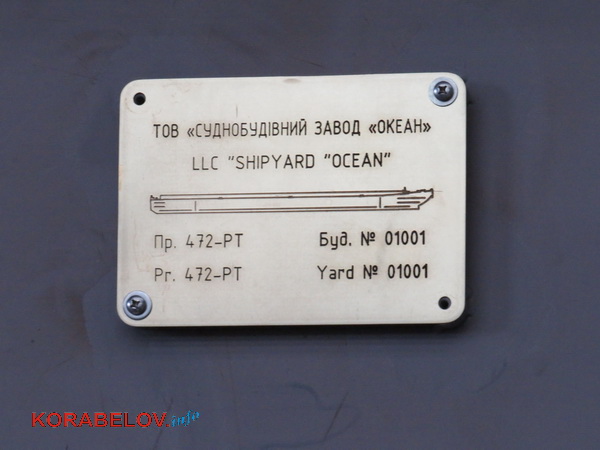 ТОВ «СУДНОБУДІВНИЙ ЗАВОД «ОКЕАН»
LLC "SHIPYARD "OCEAN"
Пр. 472-РТ Буд. № 01001
Pr. 472-PT Yard № 01001
KORABELOV.info